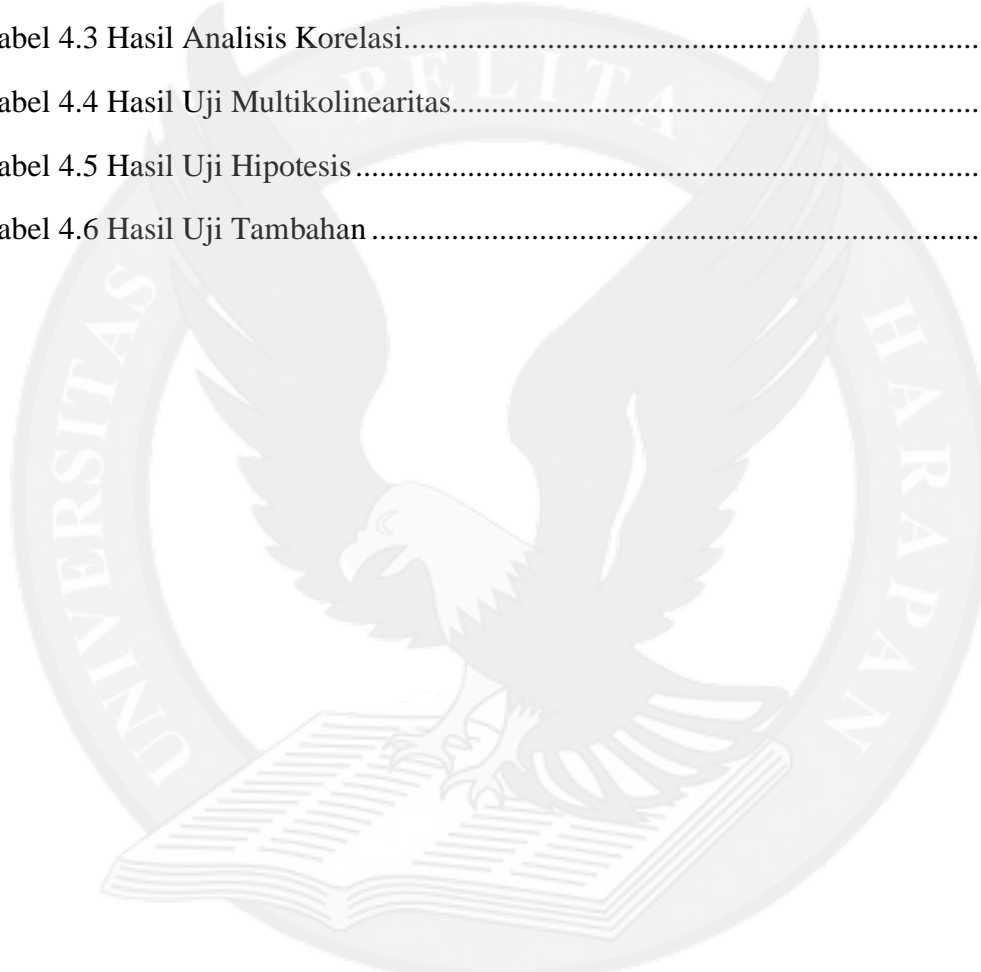 abel 4.3 Hasil Analisis Korelasi.......................................................................
abel 4.4 Hasil Uji Multikolinearitas.................................................................
abel 4.5 Hasil Uji Hipotesis.............................................................................
abel 4.6 Hasil Uji Tambahan...........................................................................
UNIVERSITAS PELITA HARAPAN